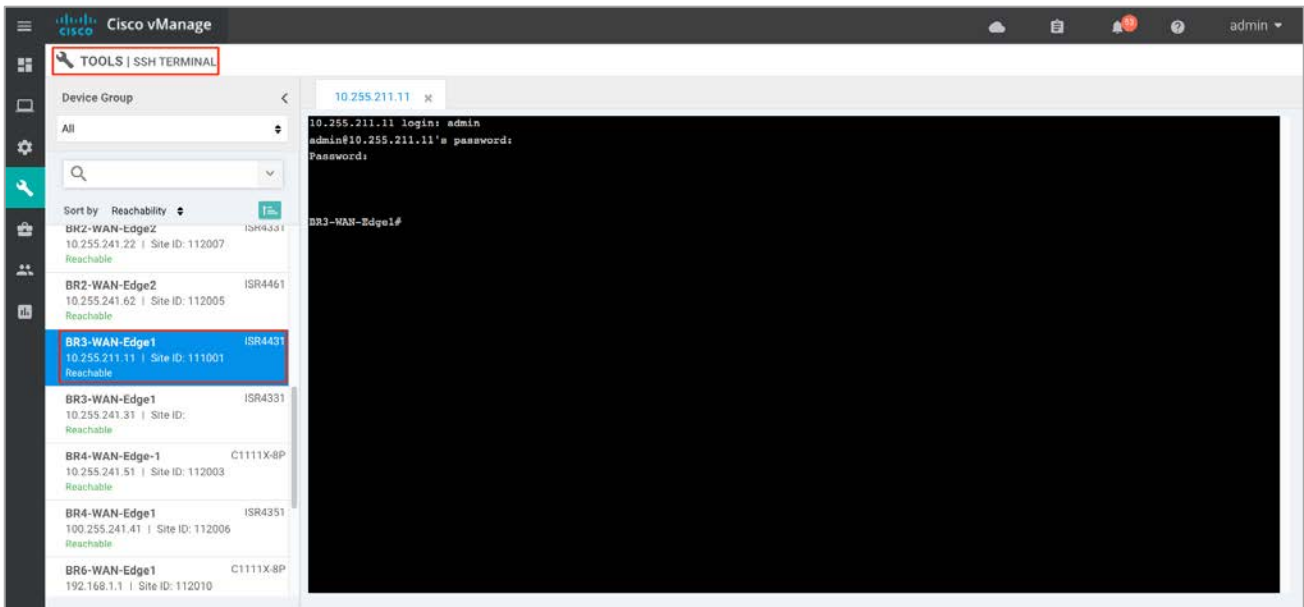 cisco Cisco vManage
53
admin
TOOLS | SSH TERMINAL
Device Group
All
Sort by Reachability
BR2-WAN-Edge2 ISR4331
10.255.241.22 | Site ID: 112007
Reachable
BR2-WAN-Edge2 ISR4461
10.255.241.62 | Site ID: 112005
Reachable
BR3-WAN-Edge1 ISR4431
10.255.211.11 | Site ID: 111001
Reachable
BR3-WAN-Edge1 ISR4331
10.255.241.31 | Site ID:
Reachable
BR4-WAN-Edge-1 C1111X-8P
10.255.241.51 | Site ID: 112003
Reachable
BR4-WAN-Edge1 ISR4351
100.255.241.41 | Site ID: 112006
Reachable
BR6-WAN-Edge1 C1111X-8P
192.168.1.1 | Site ID: 112010
10.255.211.11
10.255.211.11 login: admin
admin@10.255.211.11's password:
Password:
BR3-WAN-Edge1#